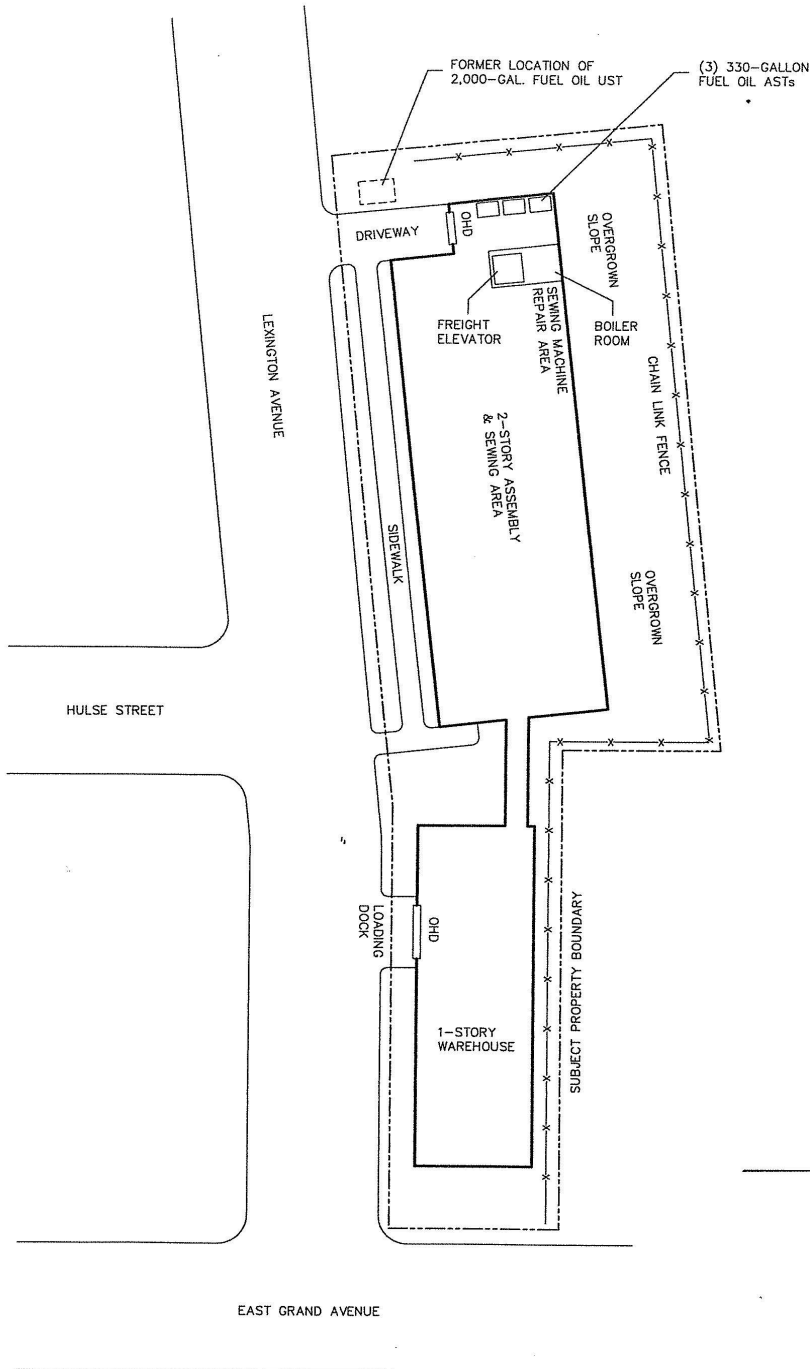 FORMER LOCATION OF
2,000-GAL. FUEL OIL UST
(3) 330-GALLON
FUEL OIL ASTs
OHD
DRIVEWAY
OVERGROWN
SLOPE
FREIGHT
ELEVATOR
SEWING MACHINE
REPAIR AREA
BOILER
ROOM
LEXINGTON AVENUE
CHAIN LINK FENCE
2-STORY ASSEMBLY
& SEWING AREA
SIDEWALK
OVERGROWN
SLOPE
HULSE STREET
LOADING
DOCK
OHD
SUBJECT PROPERTY BOUNDARY
1-STORY
WAREHOUSE
EAST GRAND AVENUE